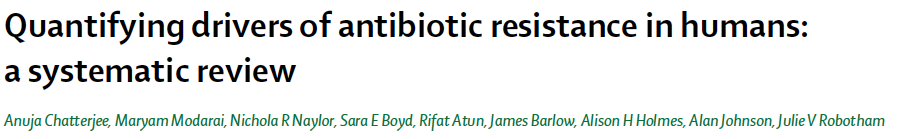 Quantifying drivers of antibiotic resistance in humans:
a systematic review
Anuja Chatterjee, Maryam Modarai, Nichola R Naylor, Sara E Boyd, Rifat Atun, James Barlow, Alison H Holmes, Alan Johnson, Julie V Robotham